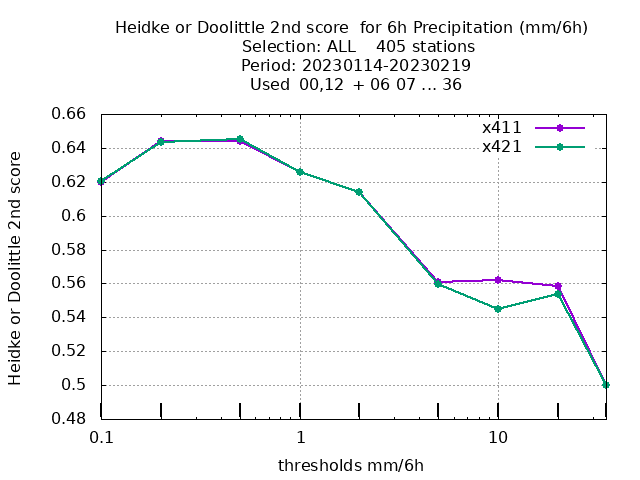 Heidke or Doolittle 2nd score  for 6h Precipitation (mm/6h)
Selection: ALL    405 stations
Period: 20230114-20230219
Used  00,12  + 06 07 ... 36
x411
x421
0.66
0.64
0.62
0.6
0.58
0.56
0.54
0.52
0.5
0.48
Heidke or Doolittle 2nd score
0.1
1
10
thresholds mm/6h